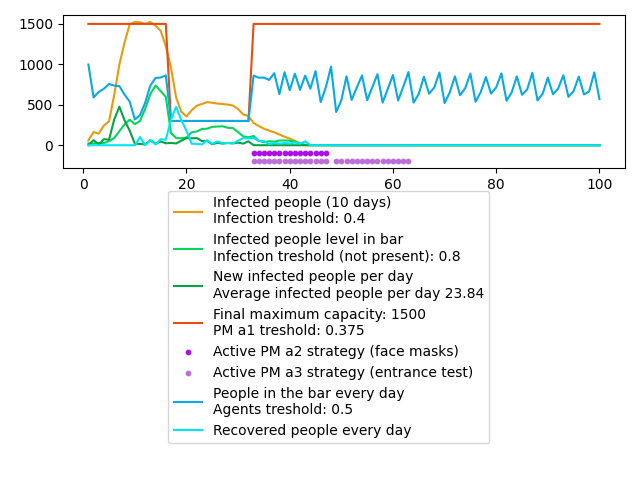 1500
1000
500
0
0 20 40 60 80 100
Infected people (10 days)
Infection treshold: 0.4
Infected people level in bar
Infection treshold (not present): 0.8
New infected people per day
Average infected people per day 23.84
Final maximum capacity: 1500
PM a1 treshold: 0.375
Active PM a2 strategy (face masks)
Active PM a3 strategy (entrance test)
People in the bar every day
Agents treshold: 0.5
Recovered people every day